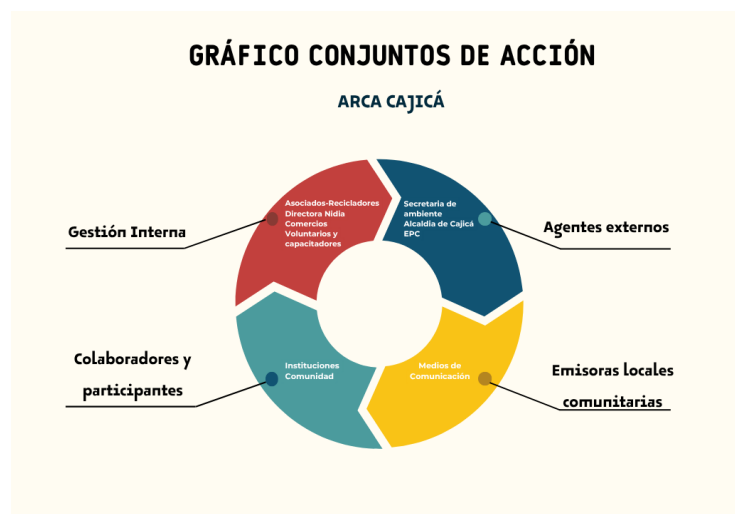 GRÁFICO CONJUNTOS DE ACCIÓN
ARCA CAJICÁ
Gestión Interna
Asociados-Recicladores
Directora Nidia
Comercios
Voluntarios y
capacitadores
Secretaria de
ambiente
Alcaldia de Cajicá
EPC
Agentes externos
Colaboradores y
participantes
Instituciones
Comunidad
Medios de
Comunicación
Emisoras locales
comunitarias